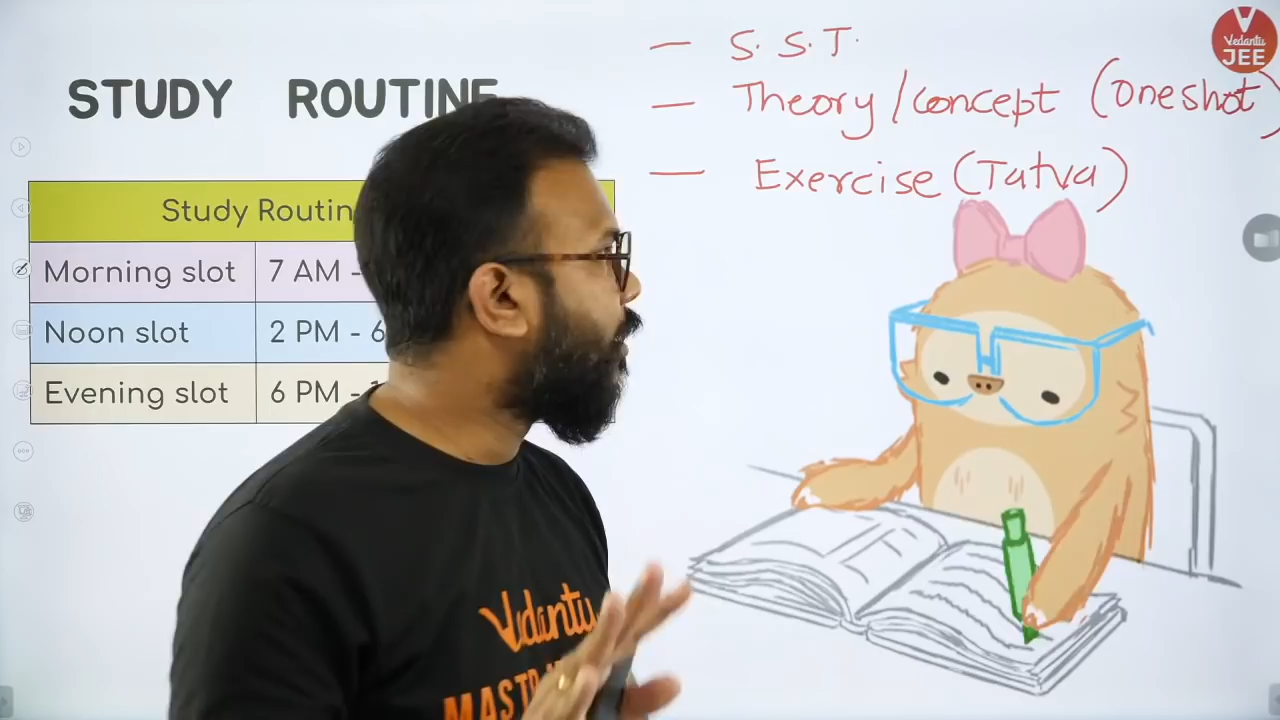 STUDY ROUTINE
Study Routin
Morning slot 7 AM -
Noon slot 2 PM - 6
Evening slot 6 PM -
- S. S. T.
- Theory / concept (Oneshot)
- Exercise (Tatva)
Vedantu
JEE
Vedantu